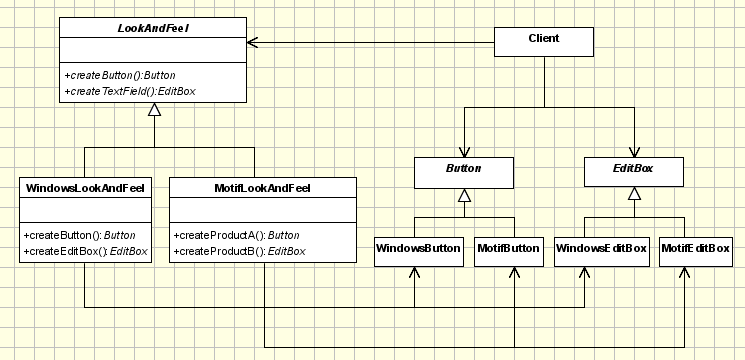 LookAndFeel
Client
+createButton():Button
+createTextField():EditBox
Button
EditBox
WindowsLookAndFeel
MotifLookAndFeel
+createButton():Button
+createEditBox():EditBox
+createProductA():Button
+createProductB():EditBox
WindowsButton
MotifButton
WindowsEditBox
MotifEditBox